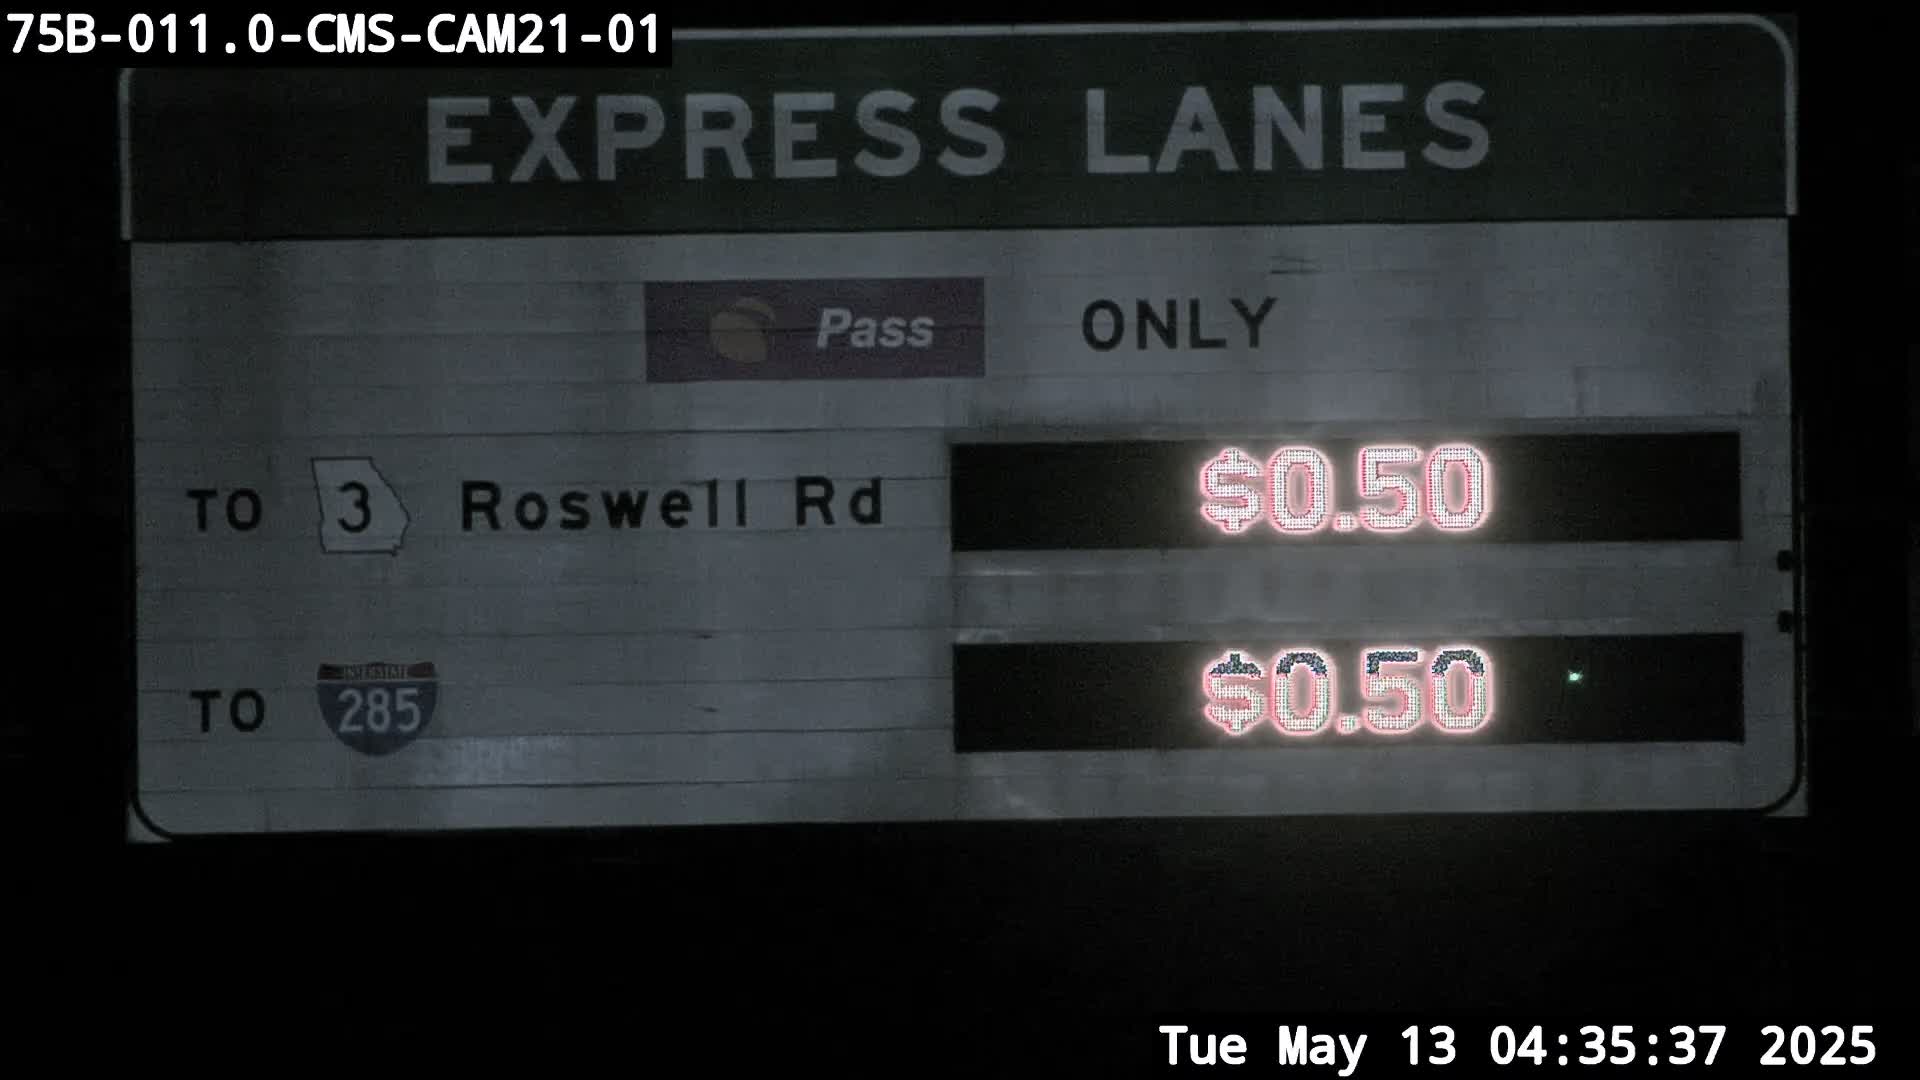 75B-011.0-CMS-CAM21-01
EXPRESS LANES
Pass ONLY
TO 3 Roswell Rd $0.50
TO INTERSTATE 285 $0.50
Tue May 13 04:35:37 2025